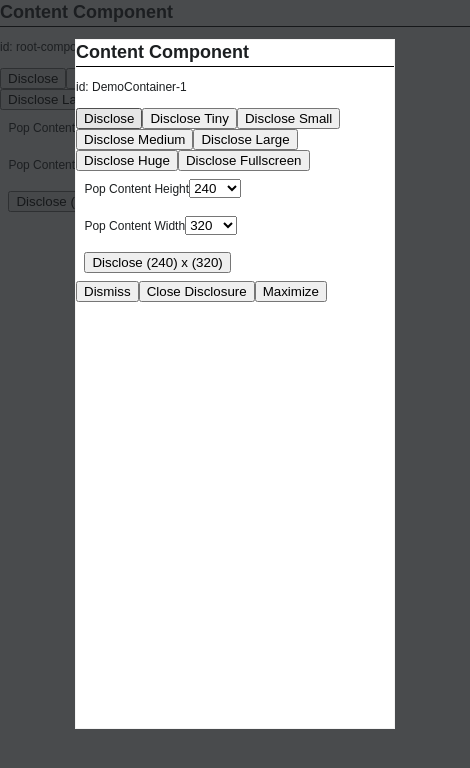 Content Component
id: root-compo
Disclose
Disclose La
Pop Content
Pop Content
Disclose (
Content Component
id: DemoContainer-1
Disclose Disclose Tiny Disclose Small
Disclose Medium Disclose Large
Disclose Huge Disclose Fullscreen
Pop Content Height 240
Pop Content Width 320
Disclose (240) x (320)
Dismiss Close Disclosure Maximize